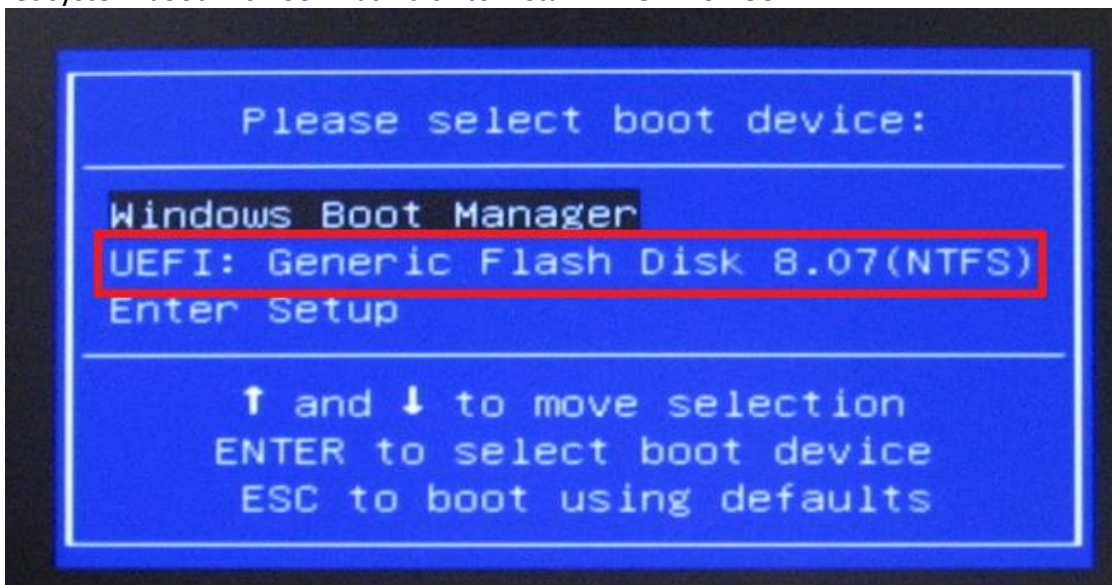 Please select boot device:
Windows Boot Manager
UEFI: Generic Flash Disk 8.07(NTFS)
Enter Setup
↑ and ↓ to move selection
ENTER to select boot device
ESC to boot using defaults